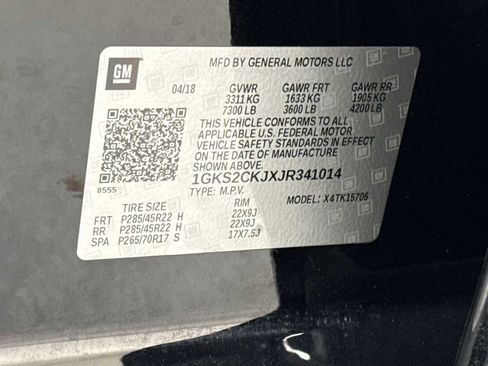 GM
MFD BY GENERAL MOTORS LLC
04/18 GVWR GAWR FRT GAWR RR
3311 KG 1633 KG 1905 KG
7300 LB 3600 LB 4200 LB
THIS VEHICLE CONFORMS TO ALL
APPLICABLE U.S. FEDERAL MOTOR
VEHICLE SAFETY STANDARDS IN EFFECT
ON THE DATE OF MANUFACTURE
SHOWN ABOVE.
8555 1GKS2CKJXJR341014
TYPE: M.P.V. MODEL: X4TK15706
TIRE SIZE RIM
FRT P285/45R22 H 22X9J
RR P285/45R22 H 22X9J
SPA P265/70R17 S 17X7.5J